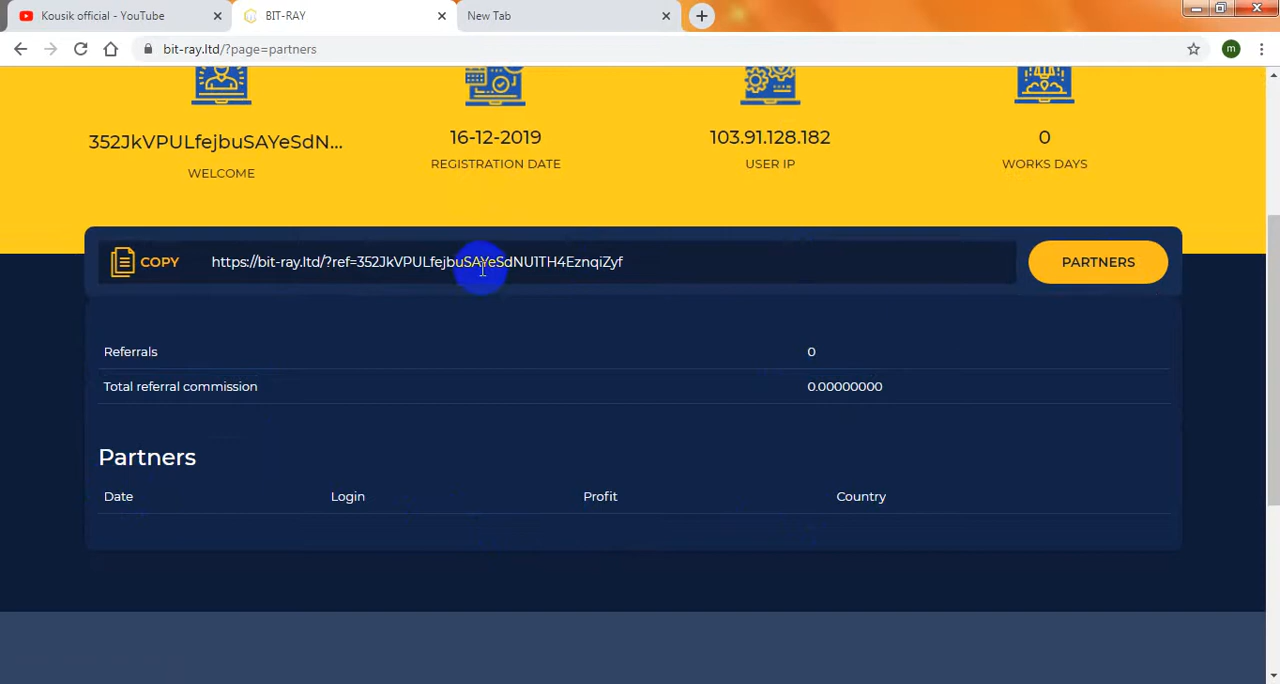 Kousik official - YouTube
BIT-RAY
New Tab
bit-ray.ltd/?page=partners
m
352JkVPULfejbuSAYeSdN...
WELCOME
16-12-2019
REGISTRATION DATE
103.91.128.182
USER IP
0
WORKS DAYS
COPY
https://bit-ray.ltd/?ref=352JkVPULfejbuSAYeSdNU1TH4EznqiZyf
PARTNERS
Referrals 0
Total referral commission 0.00000000
Partners
Date Login Profit Country